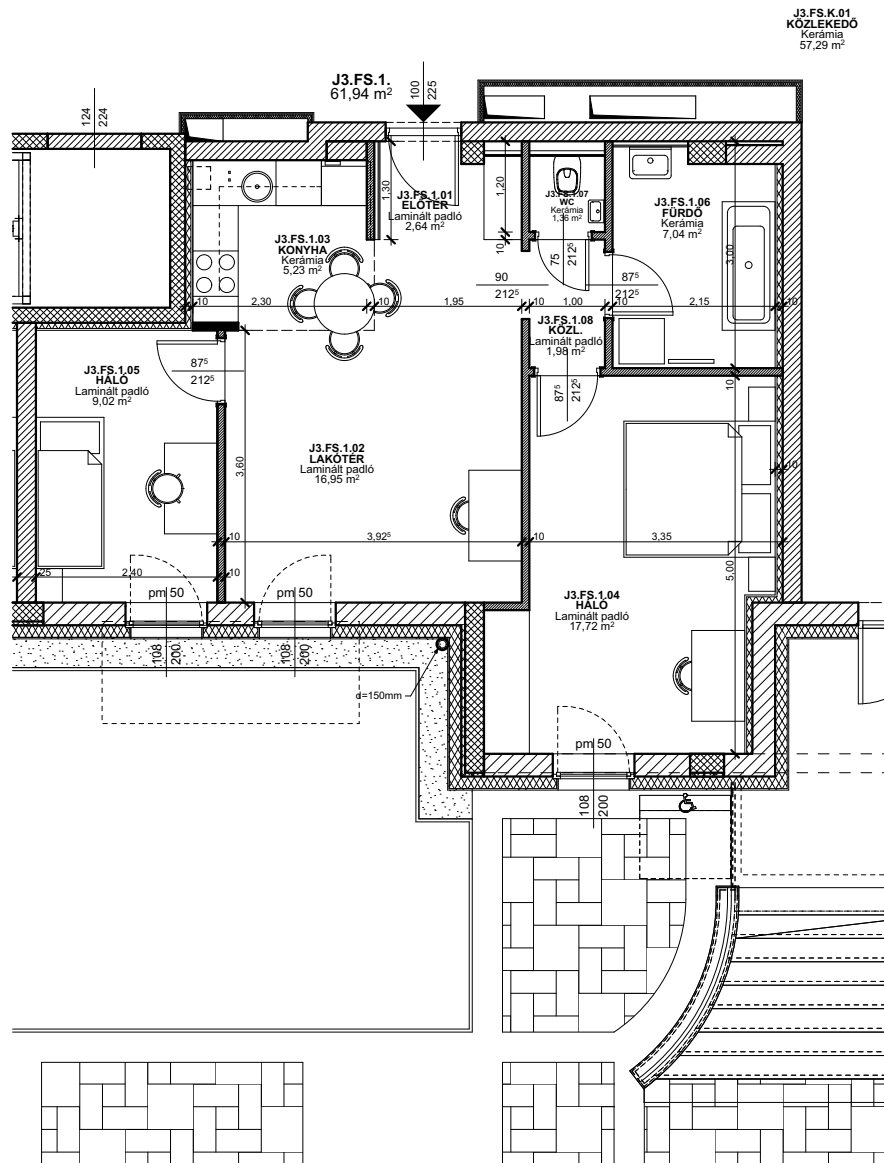 J3.FS.K.01
KÖZLEKEDŐ
Kerámia
57,29 m²
J3.FS.1.
61,94 m²
100
225
124
224
1,30
1,20
10
J3.FS.1.01
ELŐTÉR
Laminált padló
2,64 m²
J3.FS.1.07
WC
Kerámia
1,36 m²
J3.FS.1.06
FÜRDŐ
Kerámia
7,04 m²
J3.FS.1.03
KONYHA
Kerámia
5,23 m²
75
212⁵
3,00
90
212⁵
87⁵
212⁵
10
2,30
10
1,95
10
1,00
10
2,15
10
J3.FS.1.08
KÖZL.
Laminált padló
1,98 m²
87⁵
212⁵
J3.FS.1.05
HÁLÓ
Laminált padló
9,02 m²
87⁵
212⁵
10
J3.FS.1.02
LAKÓTÉR
Laminált padló
16,95 m²
3,60
10
10
3,92⁵
10
3,35
25
2,40
10
5,00
pm 50
pm 50
J3.FS.1.04
HÁLÓ
Laminált padló
17,72 m²
108
200
108
200
d=150mm
pm 50
108
200